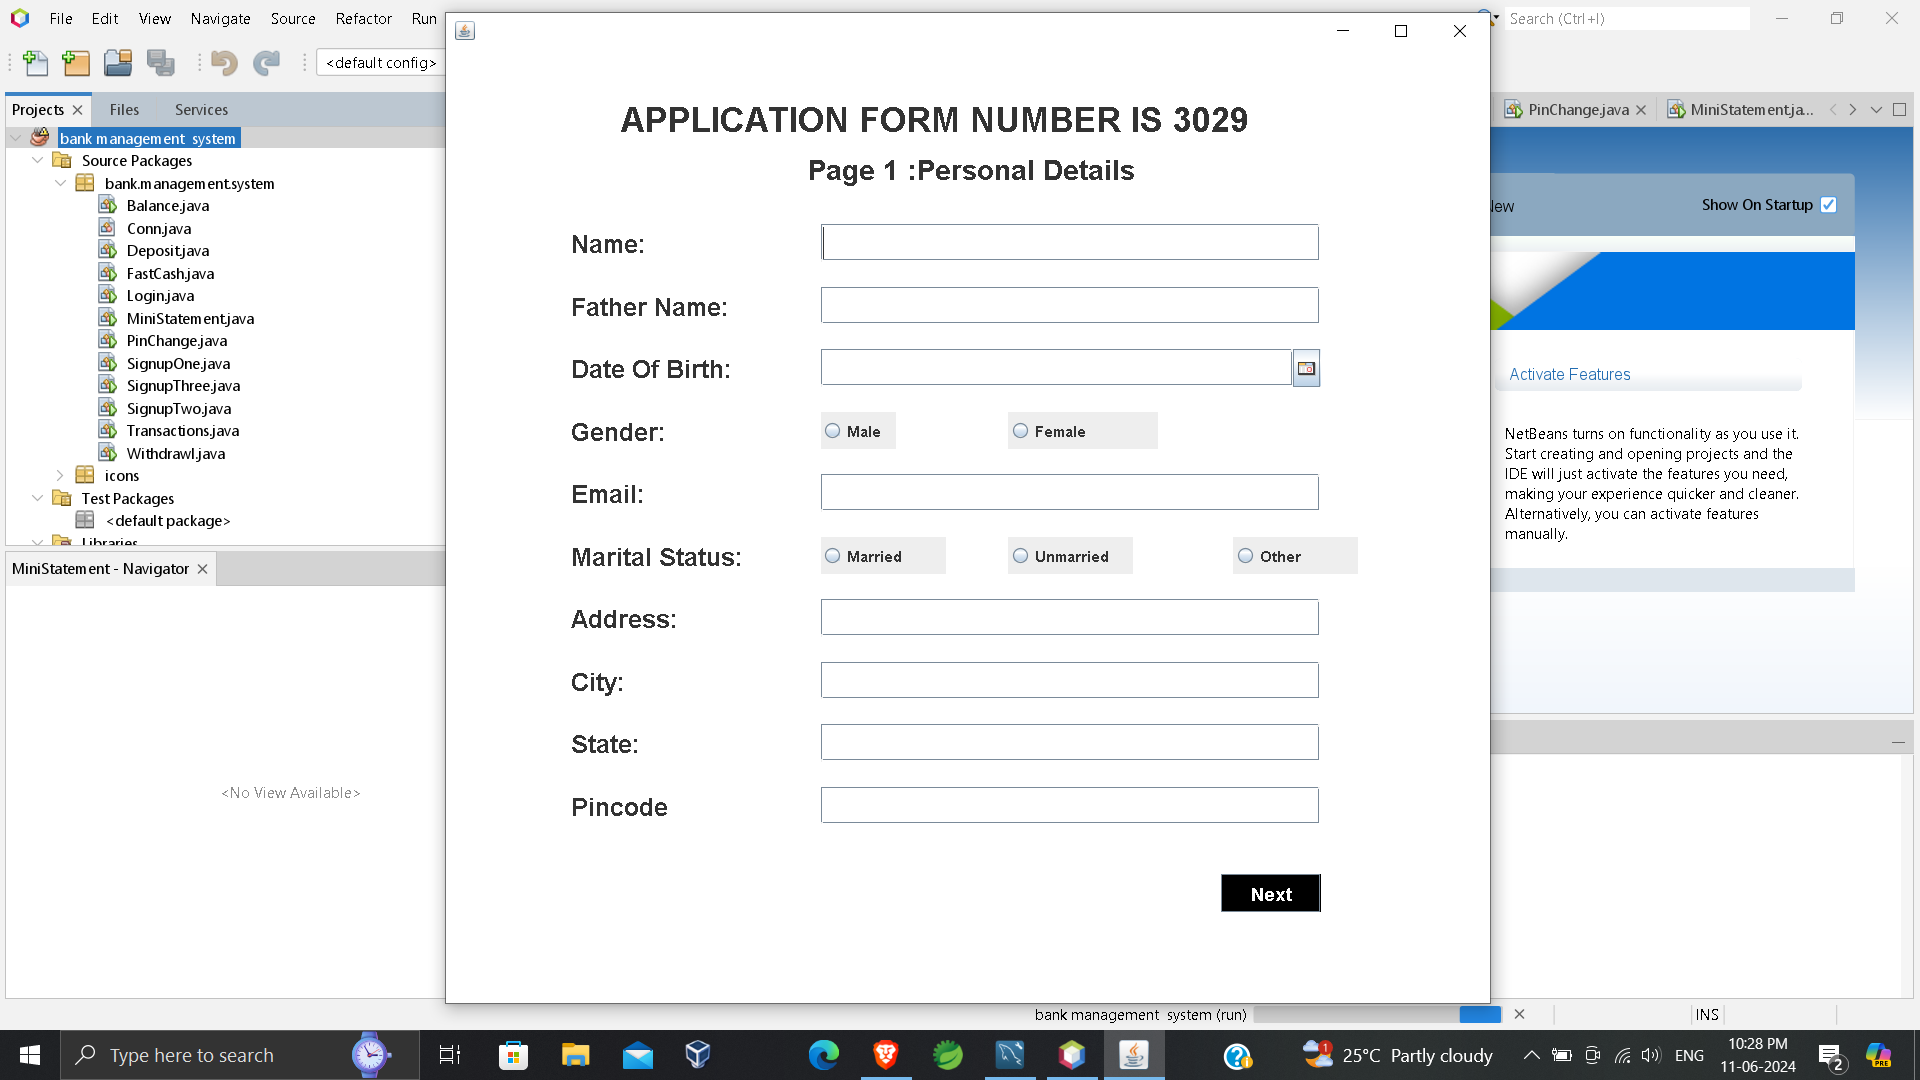 File Edit View Navigate Source Refactor Run
Search (Ctrl+I)
<default config>
Projects Files Services
PinChange.java MiniStatement.ja...
bank management system
Source Packages
bank.management.system
Balance.java
Conn.java
Deposit.java
FastCash.java
Login.java
MiniStatement.java
PinChange.java
SignupOne.java
SignupThree.java
SignupTwo.java
Transactions.java
Withdrawl.java
icons
Test Packages
<default package>
Libraries
MiniStatement - Navigator
<No View Available>
APPLICATION FORM NUMBER IS 3029
Page 1 :Personal Details
Name:
Father Name:
Date Of Birth:
Gender: Male Female
Email:
Marital Status: Married Unmarried Other
Address:
City:
State:
Pincode
Next
Show On Startup
Activate Features
NetBeans turns on functionality as you use it.
Start creating and opening projects and the
IDE will just activate the features you need,
making your experience quicker and cleaner.
Alternatively, you can activate features
manually.
bank management system (run)
INS
Type here to search
1
25°C Partly cloudy
ENG
10:28 PM
11-06-2024
2
PRE